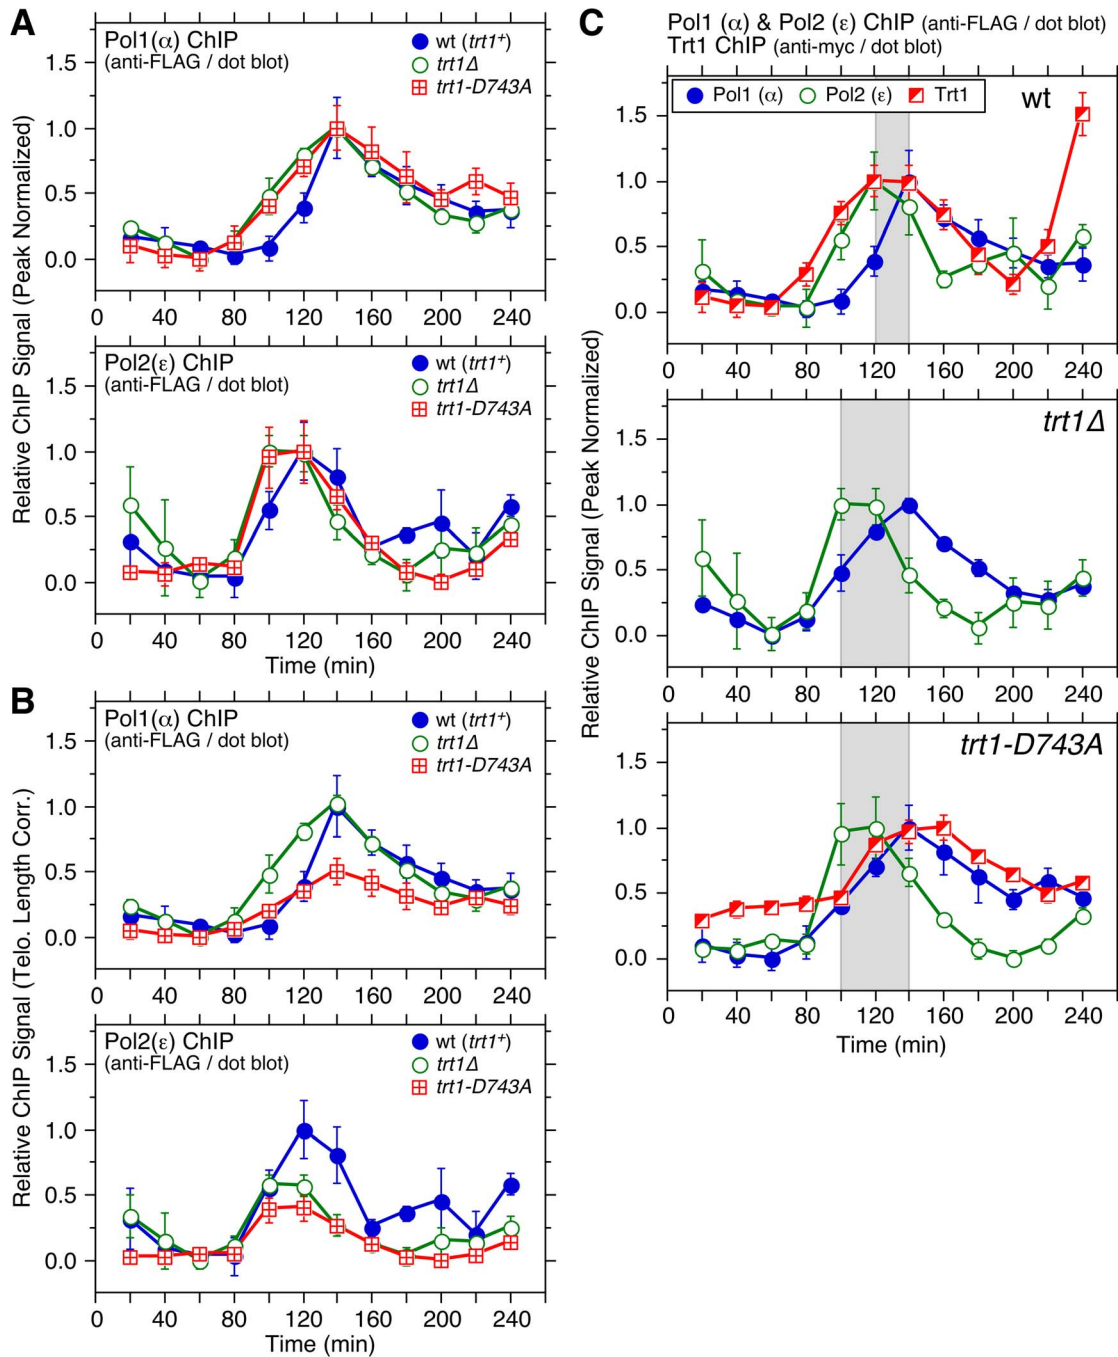 A
Relative ChIP Signal (Peak Normalized)
Pol1(α) ChIP
(anti-FLAG / dot blot)
wt (trt1+)
trt1Δ
trt1-D743A
1.5
1.0
0.5
0.0
0 40 80 120 160 200 240
Pol2(ε) ChIP
(anti-FLAG / dot blot)
wt (trt1+)
trt1Δ
trt1-D743A
1.5
1.0
0.5
0.0
0 40 80 120 160 200 240
Time (min)
B
Relative ChIP Signal (Telo. Length Corr.)
Pol1(α) ChIP
(anti-FLAG / dot blot)
wt (trt1+)
trt1Δ
trt1-D743A
1.5
1.0
0.5
0.0
0 40 80 120 160 200 240
Pol2(ε) ChIP
(anti-FLAG / dot blot)
wt (trt1+)
trt1Δ
trt1-D743A
1.5
1.0
0.5
0.0
0 40 80 120 160 200 240
Time (min)
C
Pol1 (α) & Pol2 (ε) ChIP (anti-FLAG / dot blot)
Trt1 ChIP (anti-myc / dot blot)
Relative ChIP Signal (Peak Normalized)
Pol1 (α) Pol2 (ε) Trt1
wt
1.5
1.0
0.5
0.0
0 40 80 120 160 200 240
trt1Δ
1.5
1.0
0.5
0.0
0 40 80 120 160 200 240
trt1-D743A
1.5
1.0
0.5
0.0
0 40 80 120 160 200 240
Time (min)